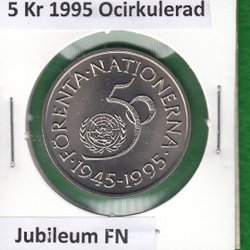 5 Kr 1995 Ocirkulerad
FÖRENTA·NATIONERNA
50
·1945-1995·
Jubileum FN